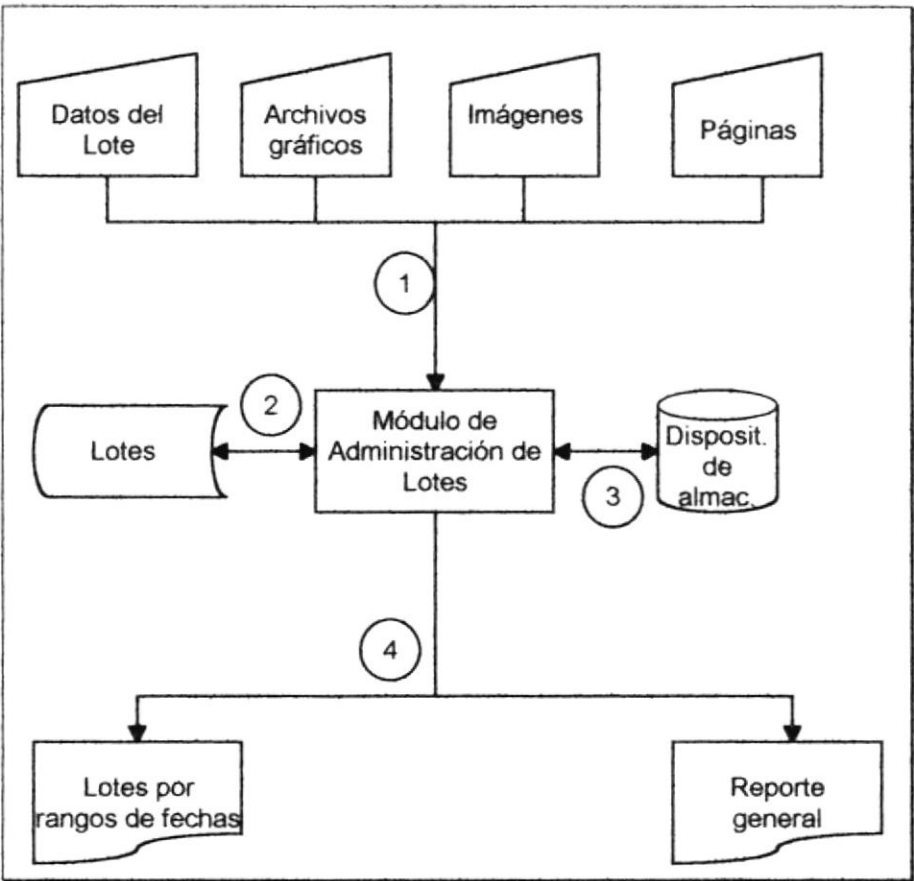 Datos del
Lote
Archivos
gráficos
Imágenes
Páginas
1
2
Lotes
Módulo de
Administración de
Lotes
3
Disposit.
de
almac.
4
Lotes por
rangos de fechas
Reporte
general